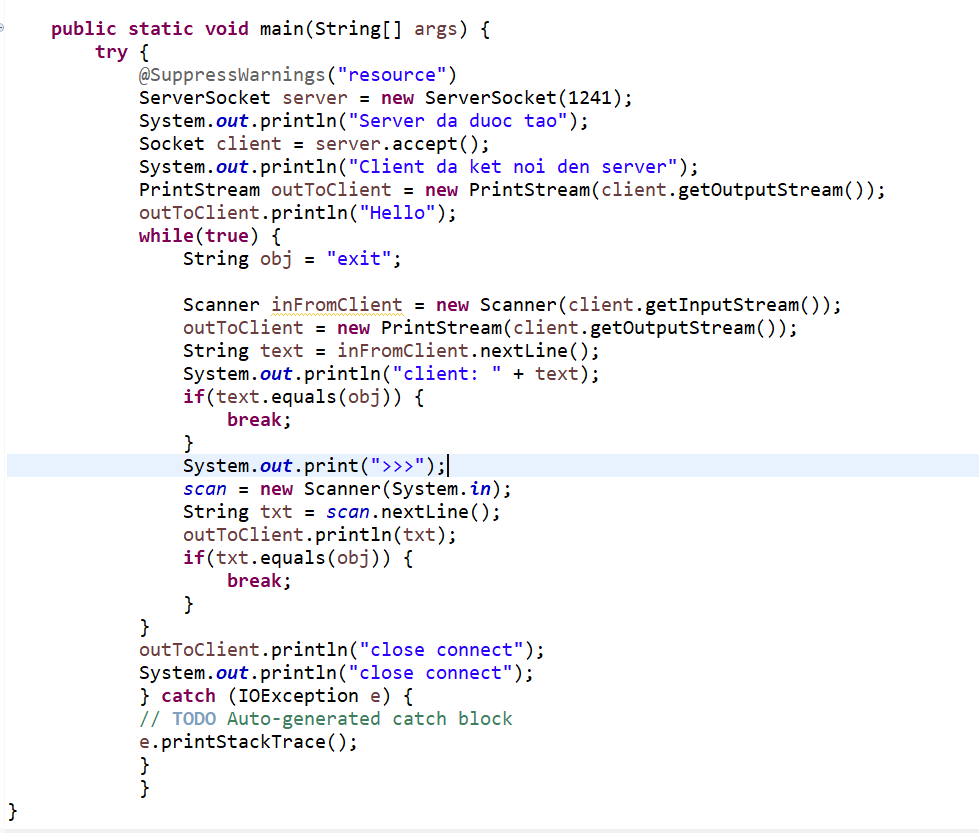 public static void main(String[] args) {
try {
@SuppressWarnings("resource")
ServerSocket server = new ServerSocket(1241);
System.out.println("Server da duoc tao");
Socket client = server.accept();
System.out.println("Client da ket noi den server");
PrintStream outToClient = new PrintStream(client.getOutputStream());
outToClient.println("Hello");
while(true) {
String obj = "exit";
Scanner inFromClient = new Scanner(client.getInputStream());
outToClient = new PrintStream(client.getOutputStream());
String text = inFromClient.nextLine();
System.out.println("client: " + text);
if(text.equals(obj)) {
break;
}
System.out.print(">>>");
scan = new Scanner(System.in);
String txt = scan.nextLine();
outToClient.println(txt);
if(txt.equals(obj)) {
break;
}
}
outToClient.println("close connect");
System.out.println("close connect");
} catch (IOException e) {
// TODO Auto-generated catch block
e.printStackTrace();
}
}
}